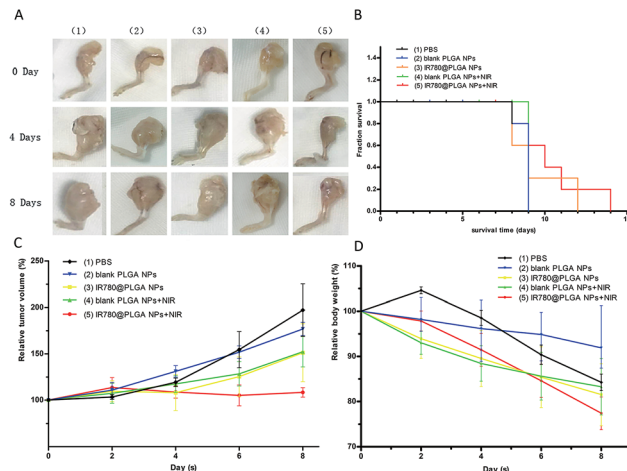 A
(1) (2) (3) (4) (5)
0 Day
4 Days
8 Days
B
(1) PBS
(2) blank PLGA NPs
(3) IR780@PLGA NPs
(4) blank PLGA NPs+NIR
(5) IR780@PLGA NPs+NIR
Fraction survival
1.4
1.2
1.0
0.8
0.6
0.4
0.2
0.0
0 5 10
survival time (days)
C
(1) PBS
(2) blank PLGA NPs
(3) IR780@PLGA NPs
(4) blank PLGA NPs+NIR
(5) IR780@PLGA NPs+NIR
Relative tumor volume (%)
200
150
100
50
0 2 4 6 8
Day (s)
D
(1) PBS
(2) blank PLGA NPs
(3) IR780@PLGA NPs
(4) blank PLGA NPs+NIR
(5) IR780@PLGA NPs+NIR
Relative body weight (%)
110
100
90
80
70
0 2 4 6 8
Day (s)